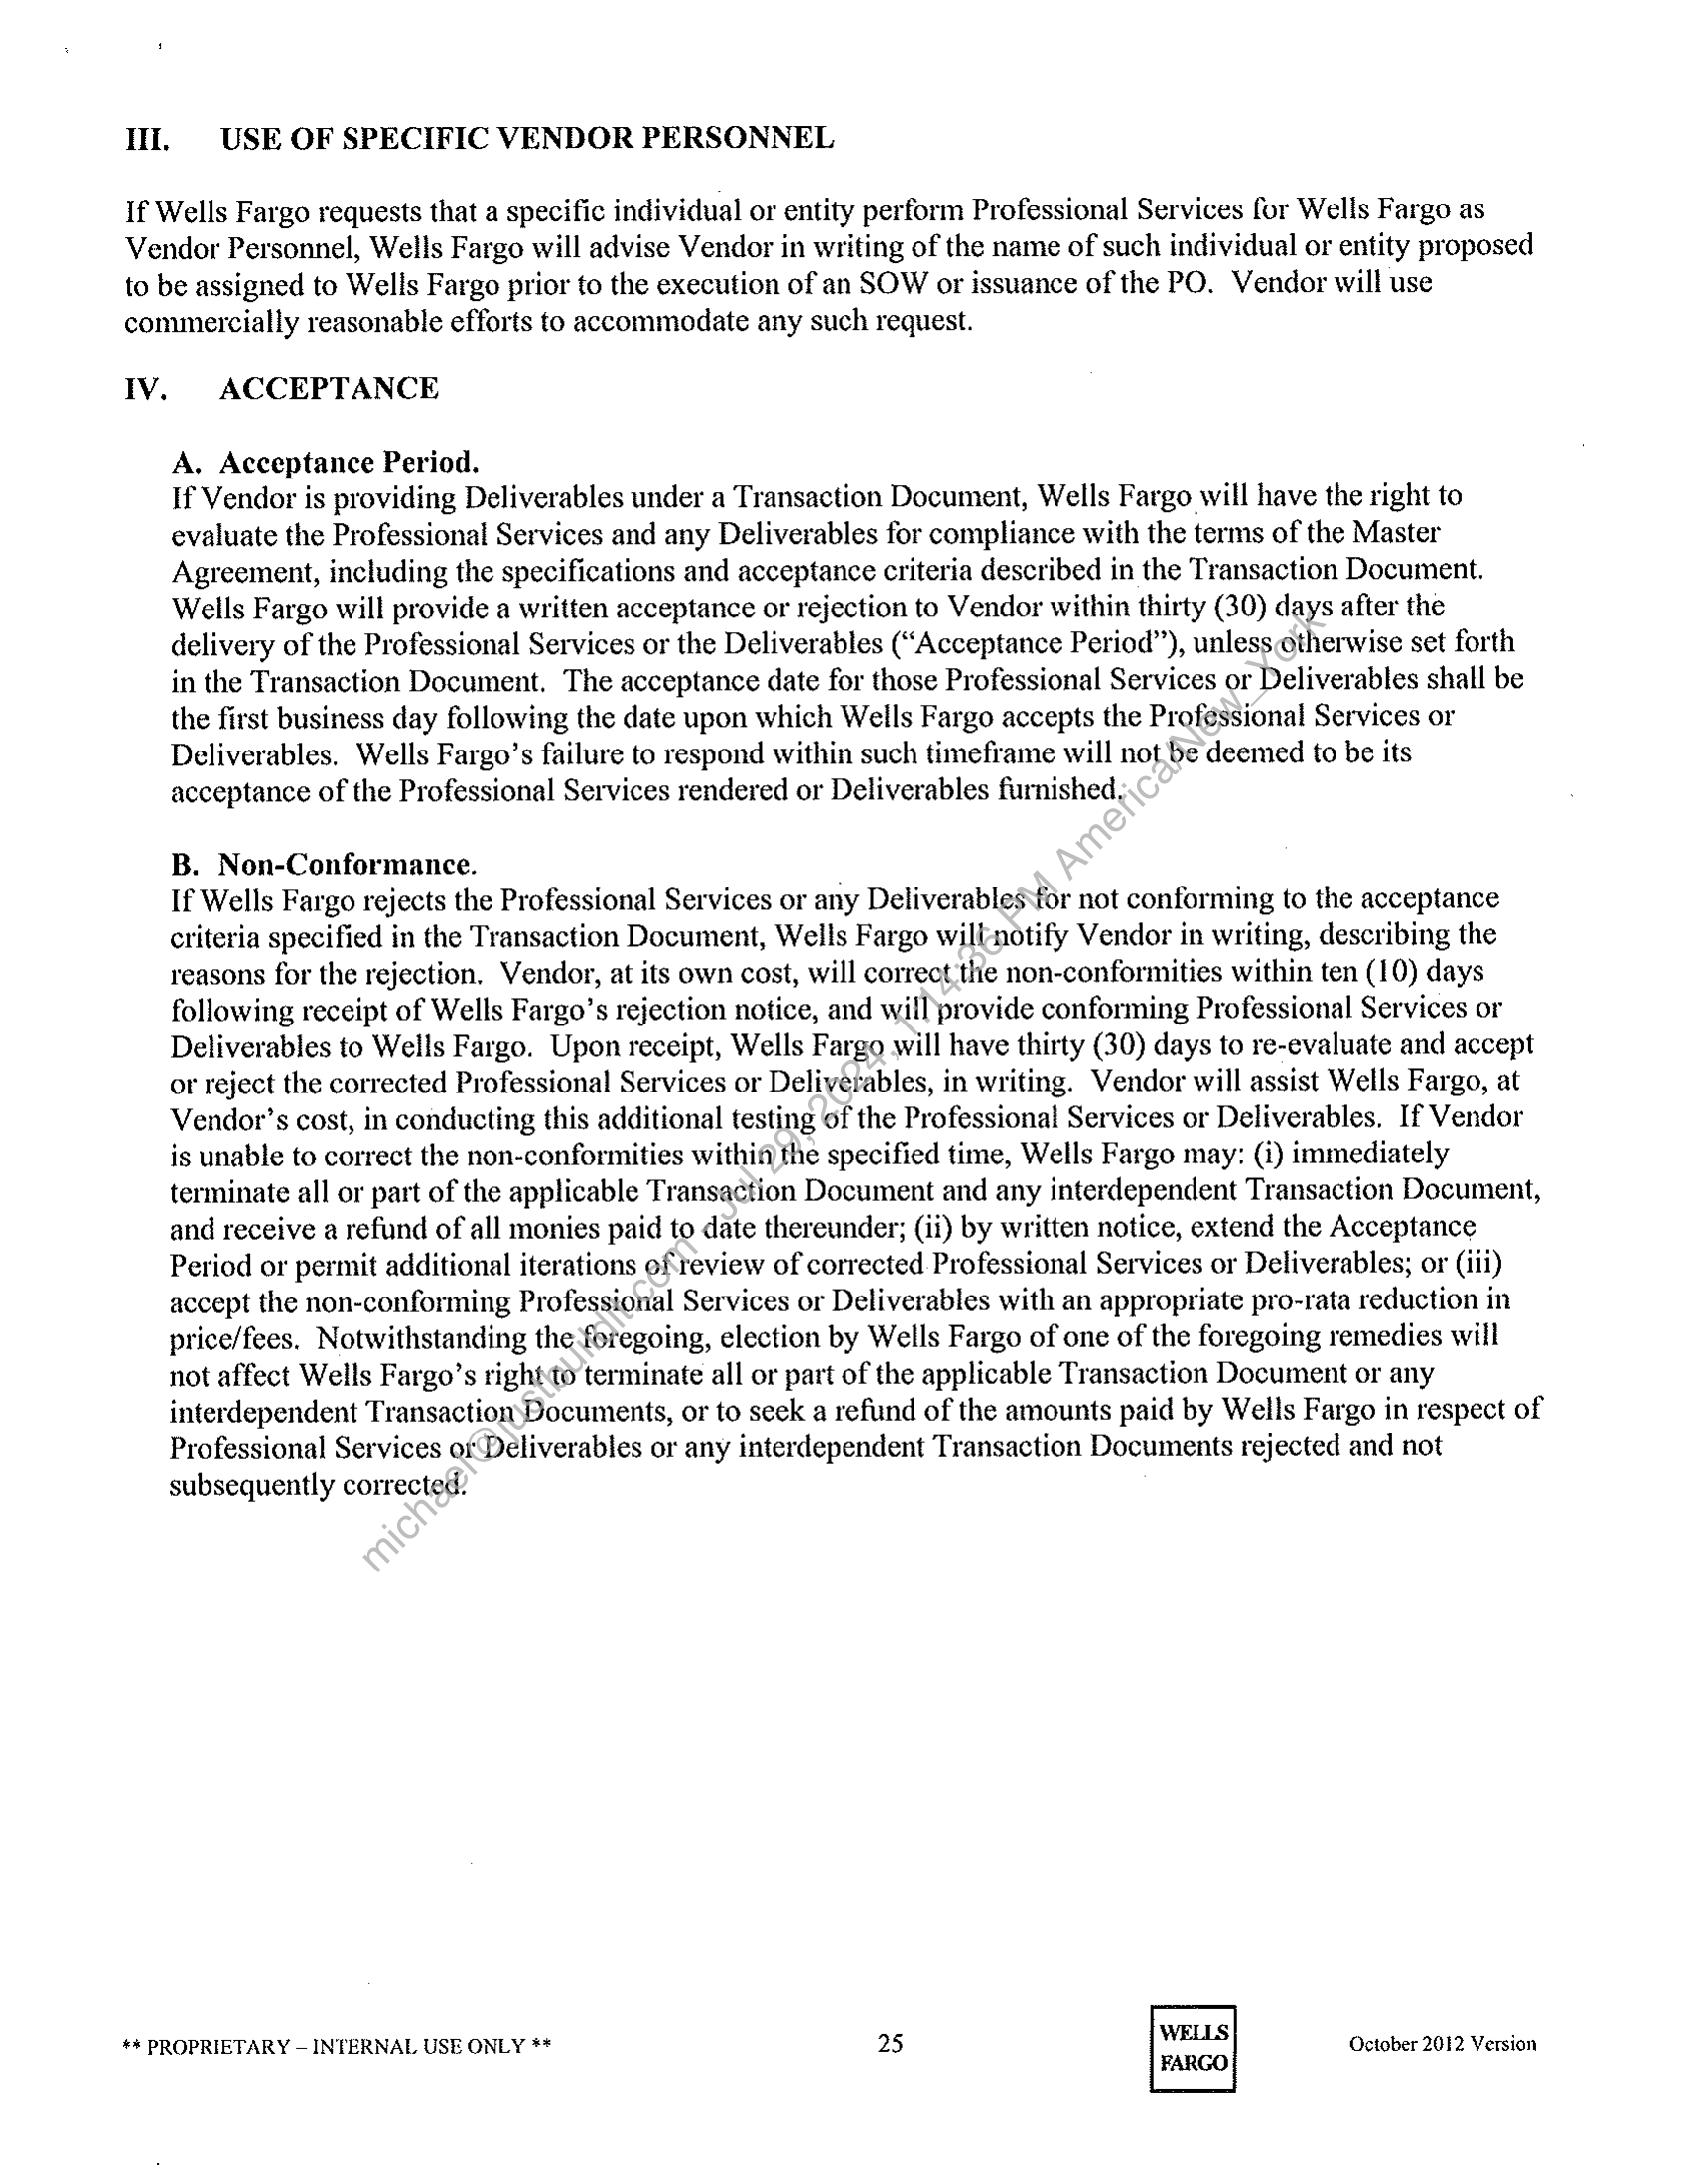 III. USE OF SPECIFIC VENDOR PERSONNEL
If Wells Fargo requests that a specific individual or entity perform Professional Services for Wells Fargo as
Vendor Personnel, Wells Fargo will advise Vendor in writing of the name of such individual or entity proposed
to be assigned to Wells Fargo prior to the execution of an SOW or issuance of the PO. Vendor will use
commercially reasonable efforts to accommodate any such request.
IV. ACCEPTANCE
A. Acceptance Period.
If Vendor is providing Deliverables under a Transaction Document, Wells Fargo will have the right to
evaluate the Professional Services and any Deliverables for compliance with the terms of the Master
Agreement, including the specifications and acceptance criteria described in the Transaction Document.
Wells Fargo will provide a written acceptance or rejection to Vendor within thirty (30) days after the
delivery of the Professional Services or the Deliverables (“Acceptance Period”), unless otherwise set forth
in the Transaction Document. The acceptance date for those Professional Services or Deliverables shall be
the first business day following the date upon which Wells Fargo accepts the Professional Services or
Deliverables. Wells Fargo’s failure to respond within such timeframe will not be deemed to be its
acceptance of the Professional Services rendered or Deliverables furnished.
B. Non-Conformance.
If Wells Fargo rejects the Professional Services or any Deliverables for not conforming to the acceptance
criteria specified in the Transaction Document, Wells Fargo will notify Vendor in writing, describing the
reasons for the rejection. Vendor, at its own cost, will correct the non-conformities within ten (10) days
following receipt of Wells Fargo’s rejection notice, and will provide conforming Professional Services or
Deliverables to Wells Fargo. Upon receipt, Wells Fargo will have thirty (30) days to re-evaluate and accept
or reject the corrected Professional Services or Deliverables, in writing. Vendor will assist Wells Fargo, at
Vendor’s cost, in conducting this additional testing of the Professional Services or Deliverables. If Vendor
is unable to correct the non-conformities within the specified time, Wells Fargo may: (i) immediately
terminate all or part of the applicable Transaction Document and any interdependent Transaction Document,
and receive a refund of all monies paid to date thereunder; (ii) by written notice, extend the Acceptance
Period or permit additional iterations of review of corrected Professional Services or Deliverables; or (iii)
accept the non-conforming Professional Services or Deliverables with an appropriate pro-rata reduction in
price/fees. Notwithstanding the foregoing, election by Wells Fargo of one of the foregoing remedies will
not affect Wells Fargo’s right to terminate all or part of the applicable Transaction Document or any
interdependent Transaction Documents, or to seek a refund of the amounts paid by Wells Fargo in respect of
Professional Services or Deliverables or any interdependent Transaction Documents rejected and not
subsequently corrected.
michael@justbuildit.com - Jul 29, 2024, 1:14:36 PM America/New_York
** PROPRIETARY – INTERNAL USE ONLY **
25
WELLS
FARGO
October 2012 Version